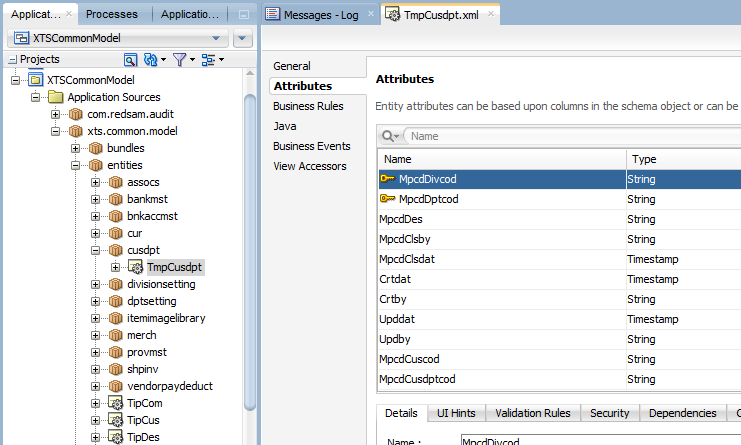 Applicat...
Processes
Applicatio...
XTSCommonModel
Projects
XTSCommonModel
Application Sources
com.redsam.audit
xts.common.model
bundles
entities
assocs
bankmst
bnkaccmst
cur
cusdpt
TmpCusdpt
divisionsetting
dptsetting
itemimagelibrary
merch
provmst
shpinv
vendorpaydeduct
TipCom
TipCus
TipDes
Messages - Log
TmpCusdpt.xml
General
Attributes
Business Rules
Java
Business Events
View Accessors
Attributes
Entity attributes can be based upon columns in the schema object or can be
Name
Name Type
MpcdDivcod String
MpcdDptcod String
MpcdDes String
MpcdClsby String
MpcdClsdat Timestamp
Crtdat Timestamp
Crtby String
Upddat Timestamp
Updby String
MpcdCuscod String
MpcdCusdptcod String
Details UI Hints Validation Rules Security Dependencies
Name : MpcdDivcod